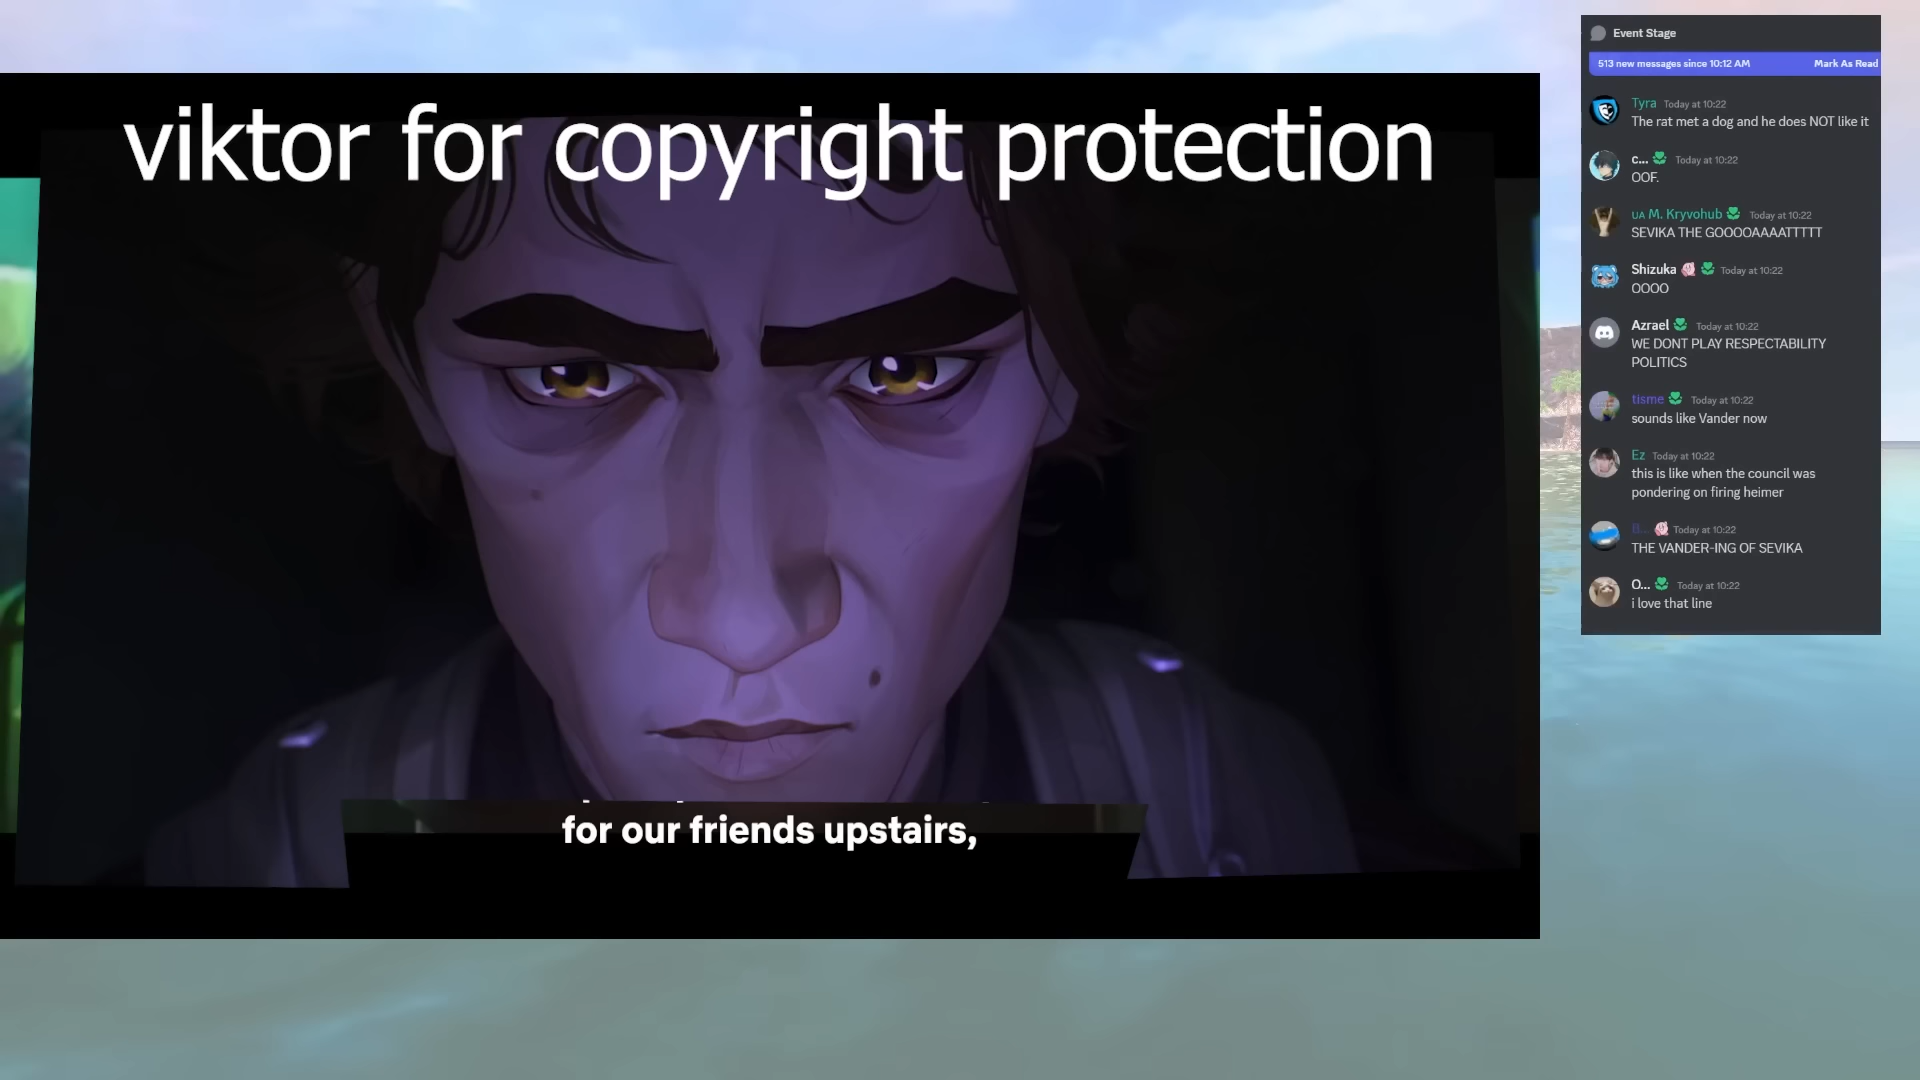 viktor for copyright protection
for our friends upstairs,
Event Stage
513 new messages since 10:12 AM Mark As Read
Tyra Today at 10:22
The rat met a dog and he does NOT like it
c... Today at 10:22
OOF.
UA M. Kryvohub Today at 10:22
SEVIKA THE GOOOOAAAATTTTT
Shizuka Today at 10:22
OOOO
Azrael Today at 10:22
WE DONT PLAY RESPECTABILITY
POLITICS
tisme Today at 10:22
sounds like Vander now
Ez Today at 10:22
this is like when the council was
pondering on firing heimer
Today at 10:22
THE VANDER-ING OF SEVIKA
O... Today at 10:22
i love that line